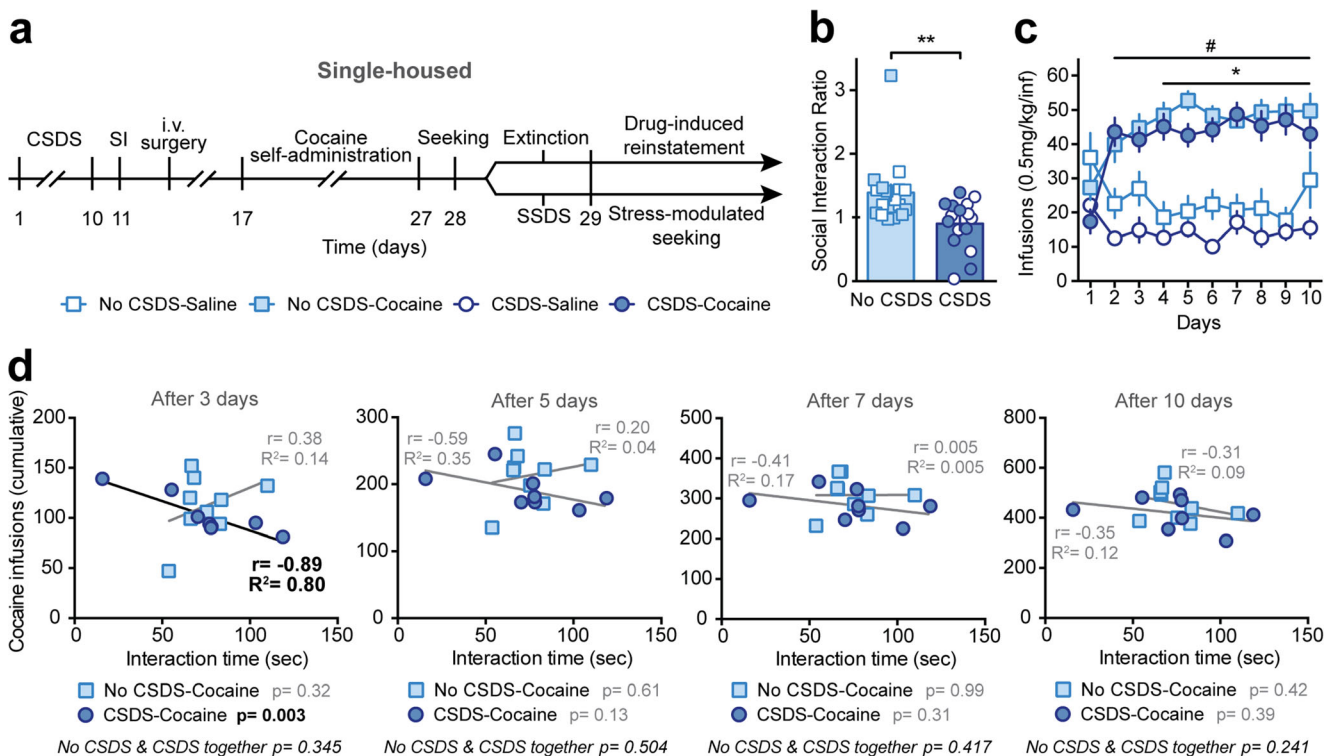 a
Single-housed
CSDS
SI
i.v.
surgery
Cocaine
self-administration
Seeking
Extinction
Drug-induced
reinstatement
1
10
11
17
27
28
SSDS
29
Stress-modulated
seeking
Time (days)
No CSDS-Saline
No CSDS-Cocaine
CSDS-Saline
CSDS-Cocaine
b
**
Social Interaction Ratio
3
2
1
0
No CSDS
CSDS
c
#
*
Infusions (0.5mg/kg/inf)
60
50
40
30
20
10
0
1 2 3 4 5 6 7 8 9 10
Days
d
Cocaine infusions (cumulative)
After 3 days
200
150
100
50
0
r= 0.38
R²= 0.14
r= -0.89
R²= 0.80
0 50 100 150
Interaction time (sec)
No CSDS-Cocaine p= 0.32
CSDS-Cocaine p= 0.003
No CSDS & CSDS together p= 0.345
After 5 days
300
200
100
0
r= -0.59
R²= 0.35
r= 0.20
R²= 0.04
0 50 100 150
Interaction time (sec)
No CSDS-Cocaine p= 0.61
CSDS-Cocaine p= 0.13
No CSDS & CSDS together p= 0.504
After 7 days
500
400
300
200
100
0
r= -0.41
R²= 0.17
r= 0.005
R²= 0.005
0 50 100 150
Interaction time (sec)
No CSDS-Cocaine p= 0.99
CSDS-Cocaine p= 0.31
No CSDS & CSDS together p= 0.417
After 10 days
800
600
400
200
0
r= -0.31
R²= 0.09
r= -0.35
R²= 0.12
0 50 100 150
Interaction time (sec)
No CSDS-Cocaine p= 0.42
CSDS-Cocaine p= 0.39
No CSDS & CSDS together p= 0.241